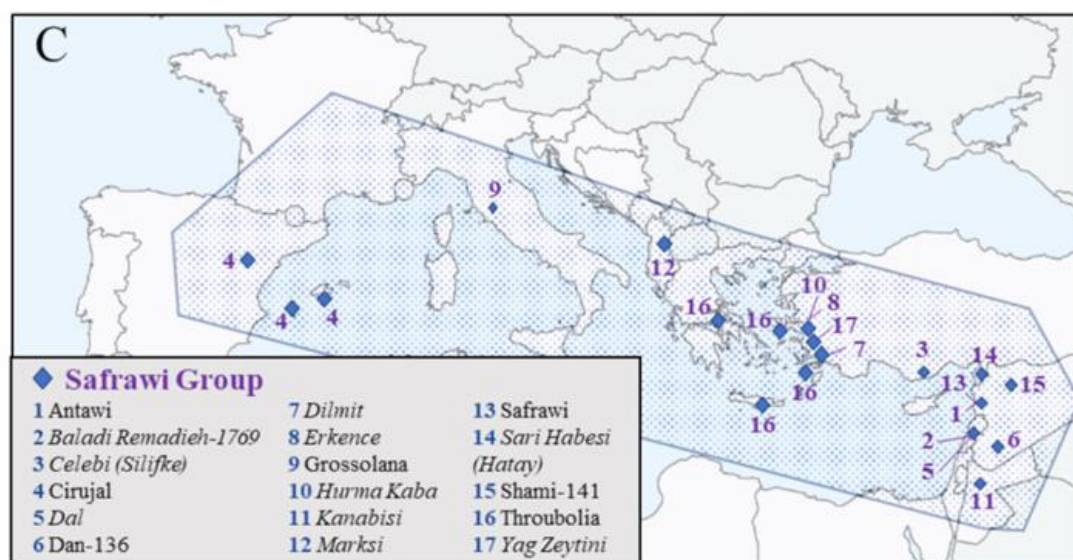 C
9
4
12
10
8
4
4
16
16
17
7
3
14
13
15
16
1
16
2
6
5
11
Safrawi Group
1 Antawi
2 Baladi Remadieh-1769
3 Celebi (Silifke)
4 Cirujal
5 Dal
6 Dan-136
7 Dilmit
8 Erkence
9 Grossolana
10 Hurma Kaba
11 Kanabisi
12 Marksi
13 Safrawi
14 Sari Habesi
(Hatay)
15 Shami-141
16 Throubolia
17 Yag Zeytini